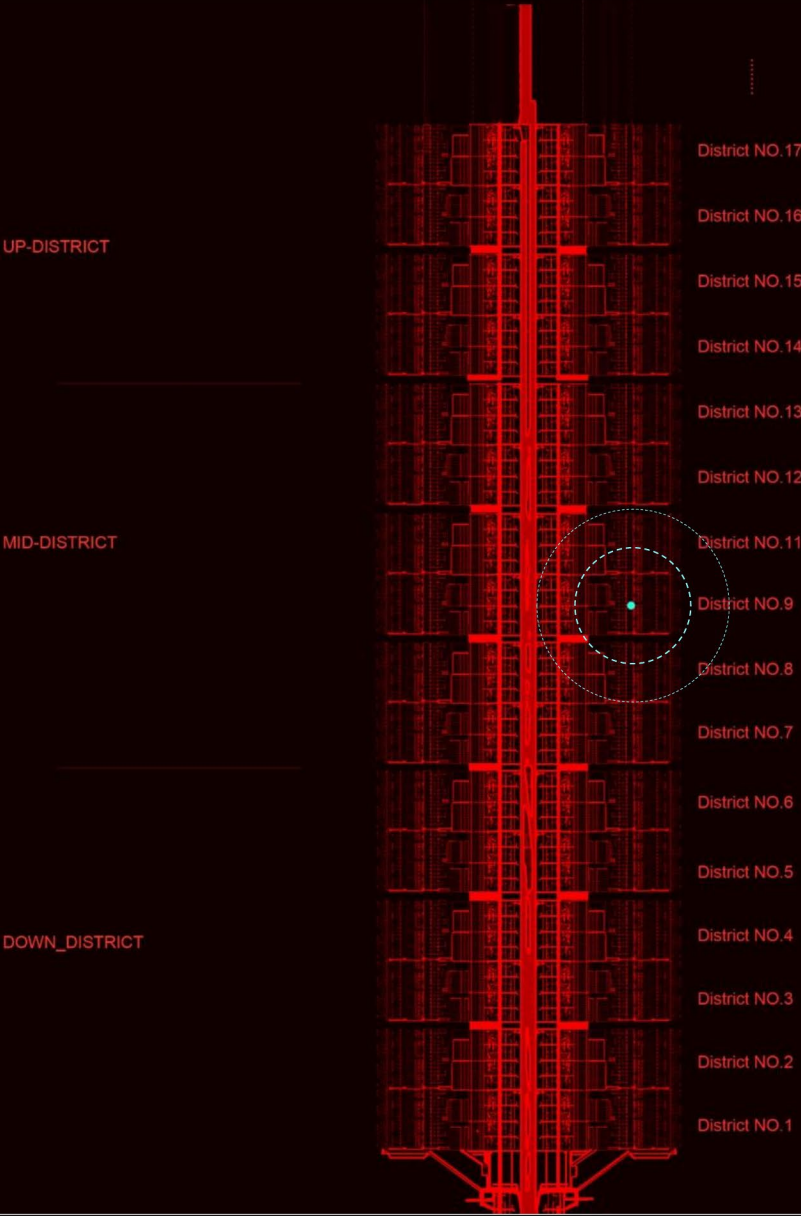 District NO.17
District NO.16
UP-DISTRICT
District NO.15
District NO.14
District NO.13
District NO.12
MID-DISTRICT
District NO.11
District NO.9
District NO.8
District NO.7
District NO.6
District NO.5
DOWN_DISTRICT
District NO.4
District NO.3
District NO.2
District NO.1